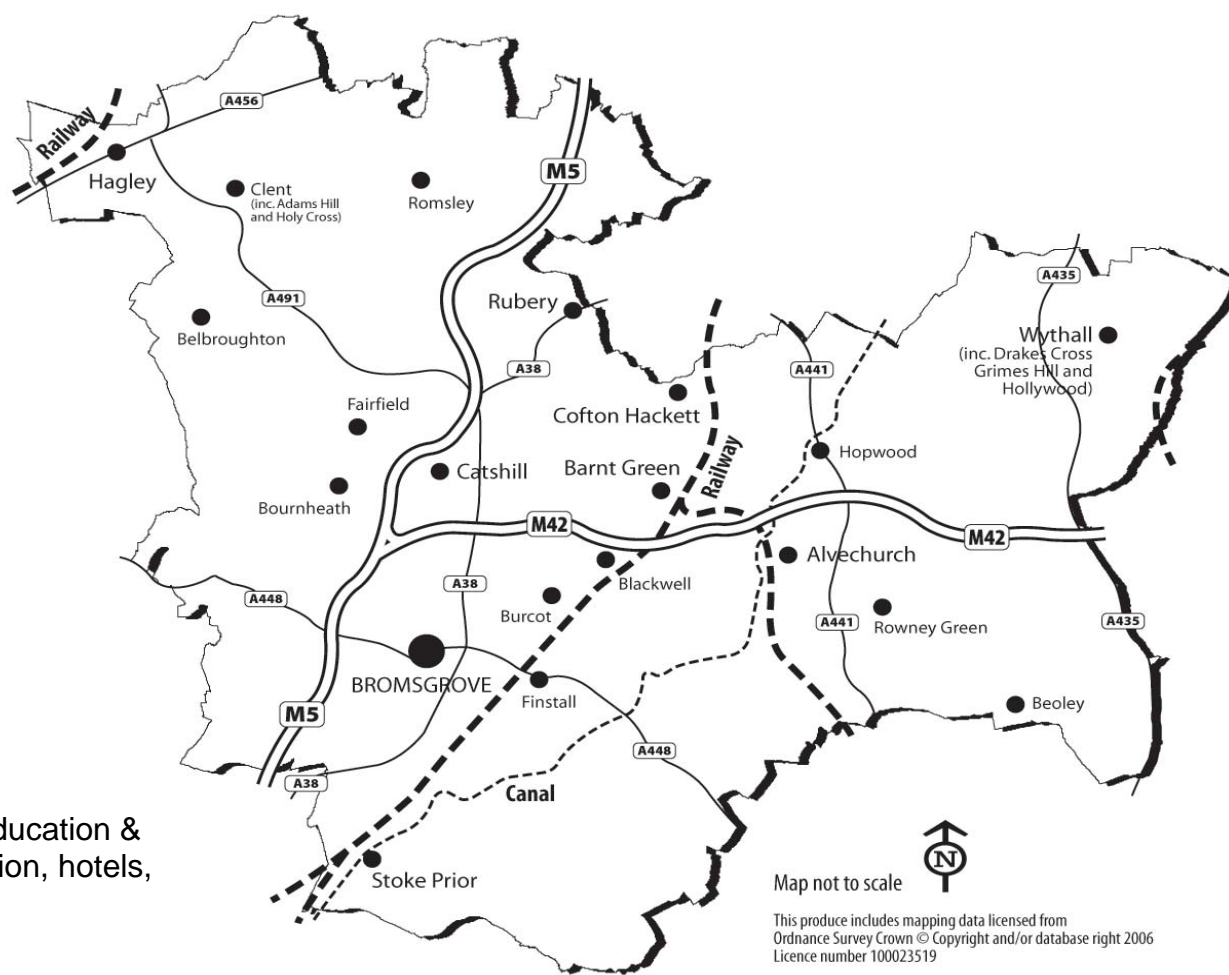 A456
Railway
M5
Hagley
Clent
(inc. Adams Hill
and Holy Cross)
Romsley
A491
Rubery
A435
Belbroughton
Wythall
(inc. Drakes Cross
Grimes Hill and
Hollywood)
A38
A441
Fairfield
Cofton Hackett
Railway
Hopwood
Catshill
Barnt Green
Bournheath
M42
M42
Alvechurch
Blackwell
A38
A448
Burcot
Rowney Green
A441
A435
BROMSGROVE
Finstall
Beoley
M5
A448
A38
Canal
ducation &
tion, hotels,
Stoke Prior
N
Map not to scale
This produce includes mapping data licensed from
Ordnance Survey Crown © Copyright and/or database right 2006
Licence number 100023519